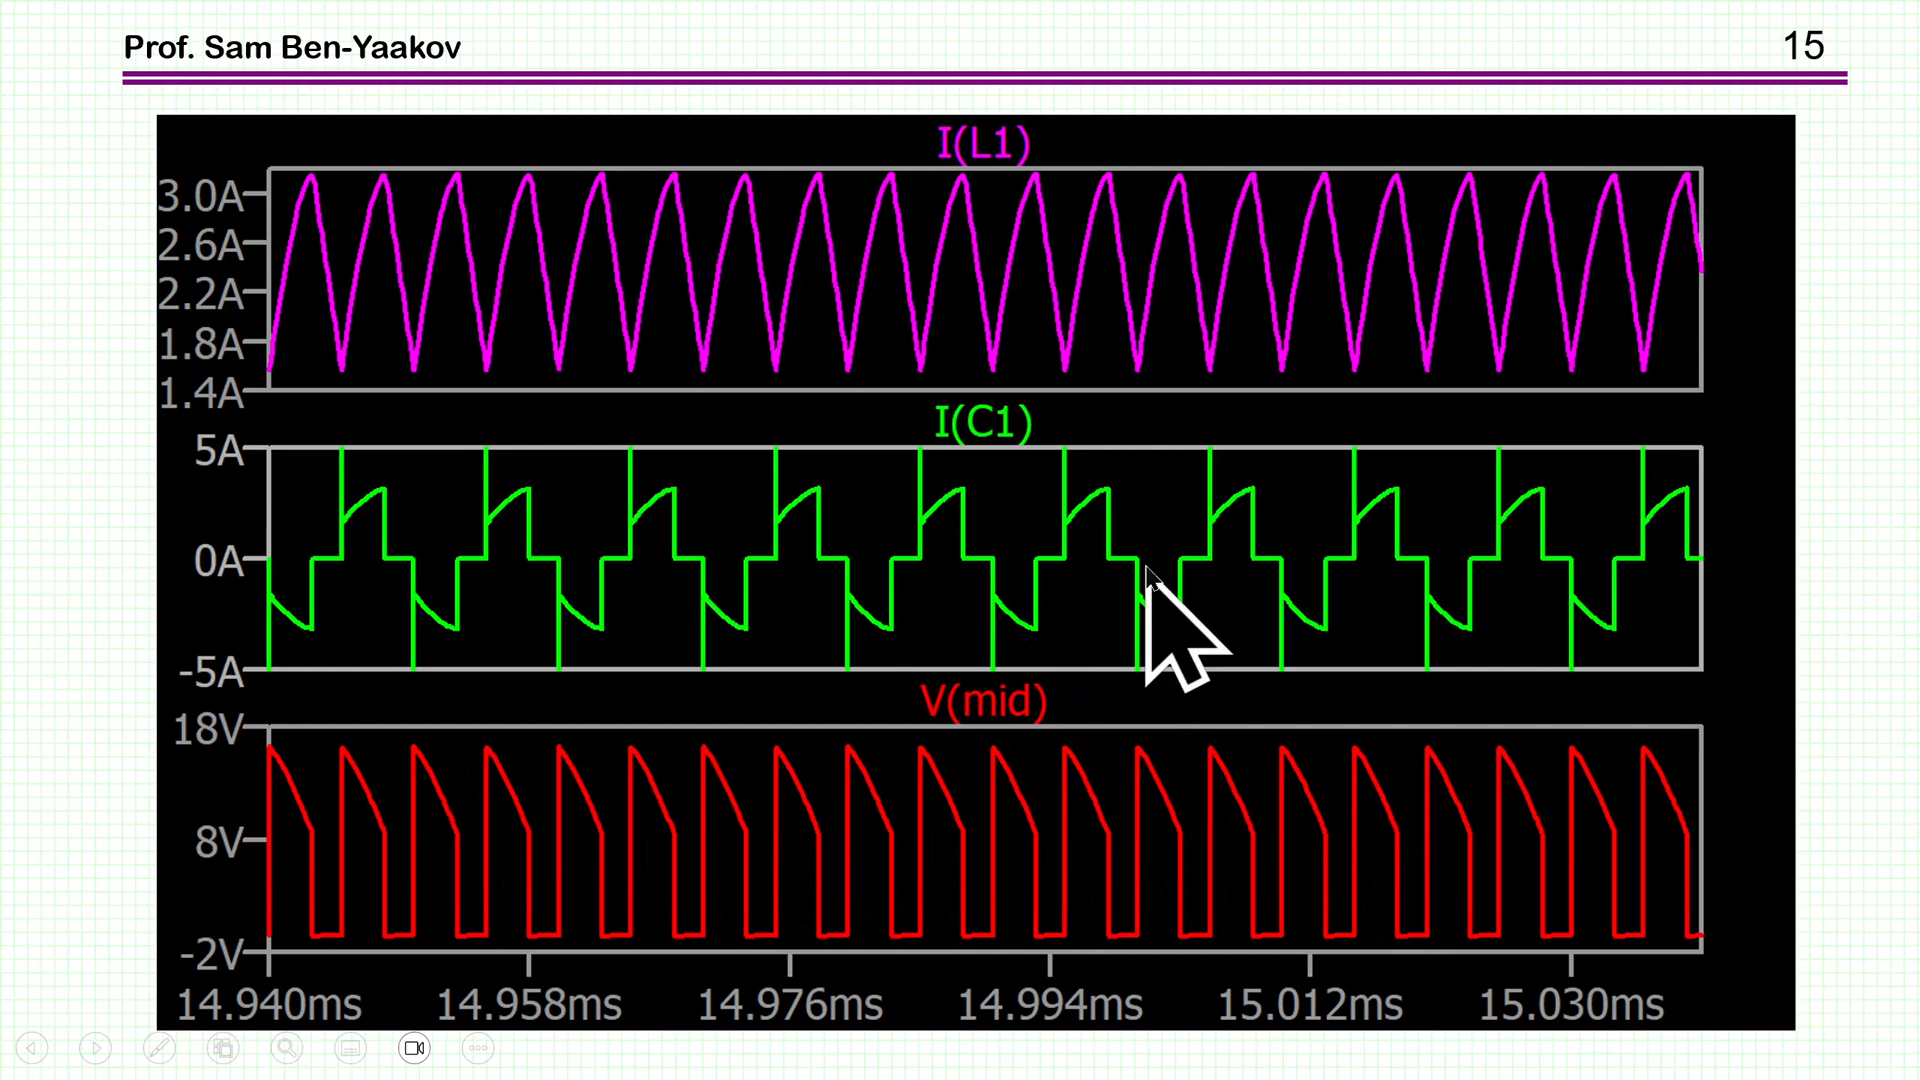 Prof. Sam Ben-Yaakov
15
I(L1)
3.0A
2.6A
2.2A
1.8A
1.4A
I(C1)
5A
0A
-5A
V(mid)
18V
8V
-2V
14.940ms 14.958ms 14.976ms 14.994ms 15.012ms 15.030ms